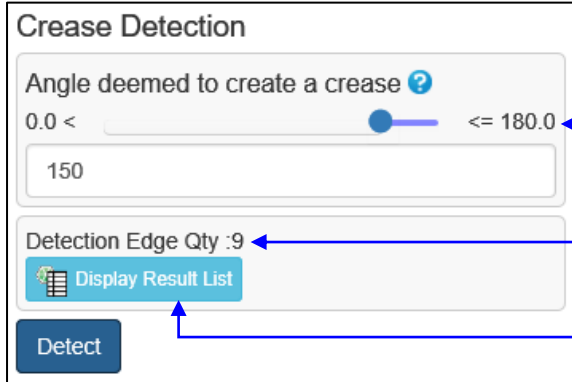 Crease Detection
Angle deemed to create a crease ?
0.0 < <= 180.0
150
Detection Edge Qty :9
Display Result List
Detect